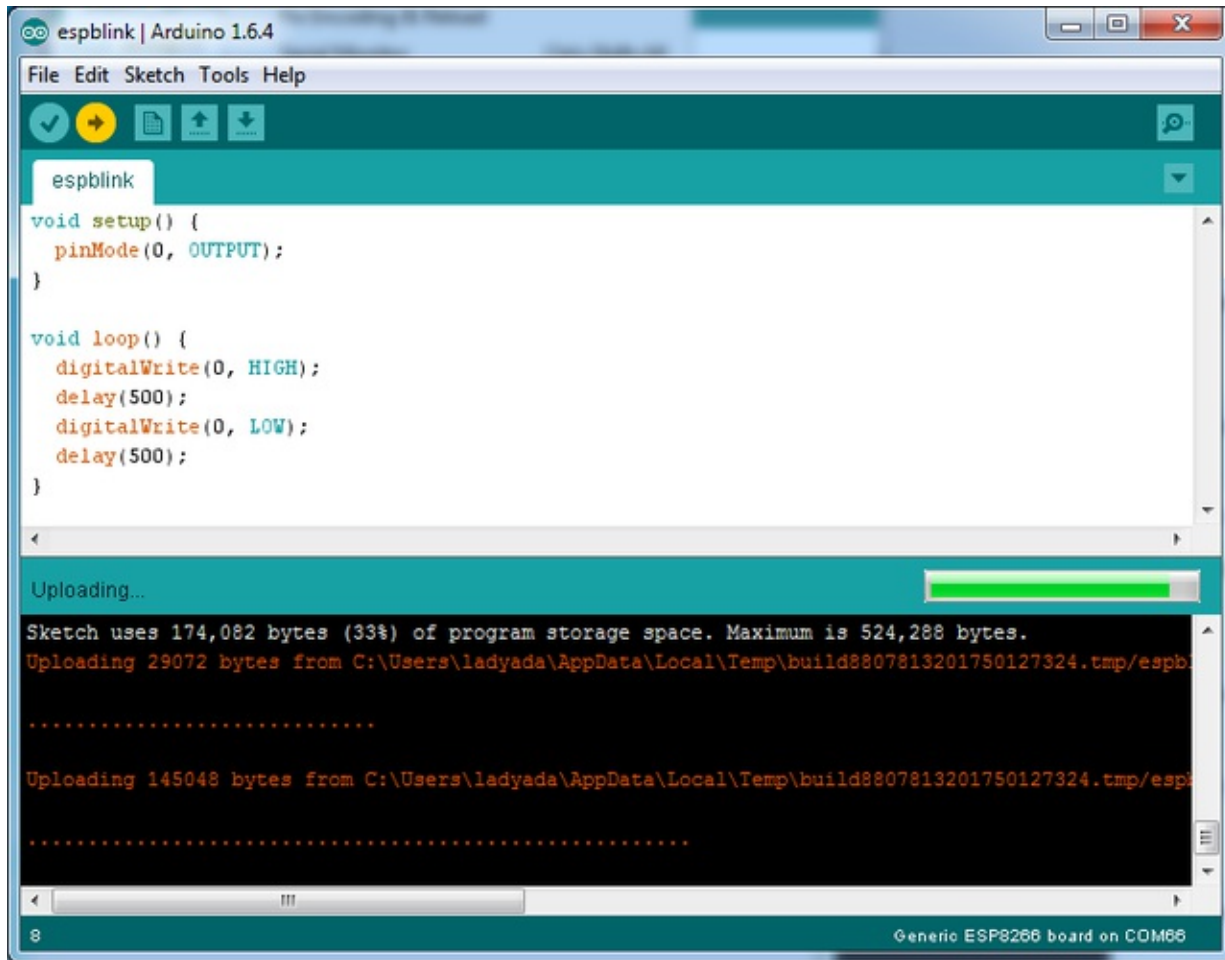 espblink | Arduino 1.6.4
File Edit Sketch Tools Help
espblink
void setup() {
  pinMode(0, OUTPUT);
}
void loop() {
  digitalWrite(0, HIGH);
  delay(500);
  digitalWrite(0, LOW);
  delay(500);
}
Uploading...
Sketch uses 174,082 bytes (33%) of program storage space. Maximum is 524,288 bytes.
Uploading 29072 bytes from C:\Users\ladyada\AppData\Local\Temp\build8807813201750127324.tmp/espb
.............................
Uploading 145048 bytes from C:\Users\ladyada\AppData\Local\Temp\build8807813201750127324.tmp/esp
.......................................................
8
Generic ESP8266 board on COM66